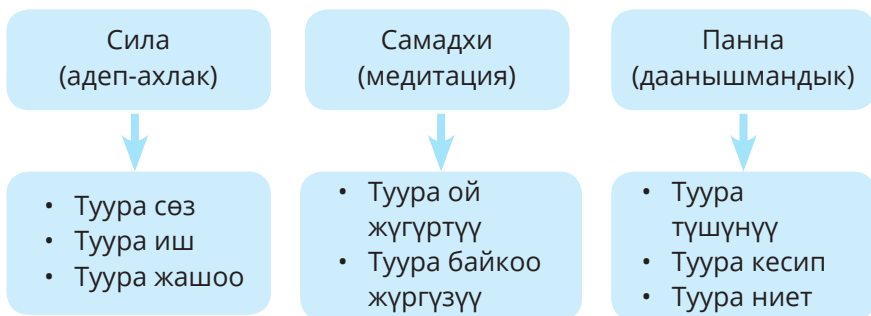 Сила
(адеп-ахлак)
Самадхи
(медитация)
Панна
(даанышмандык)
• Туура сөз
• Туура иш
• Туура жашоо
• Туура ой
жүгүртүү
• Туура байкоо
жүргүзүү
• Туура
түшүнүү
• Туура кесип
• Туура ниет